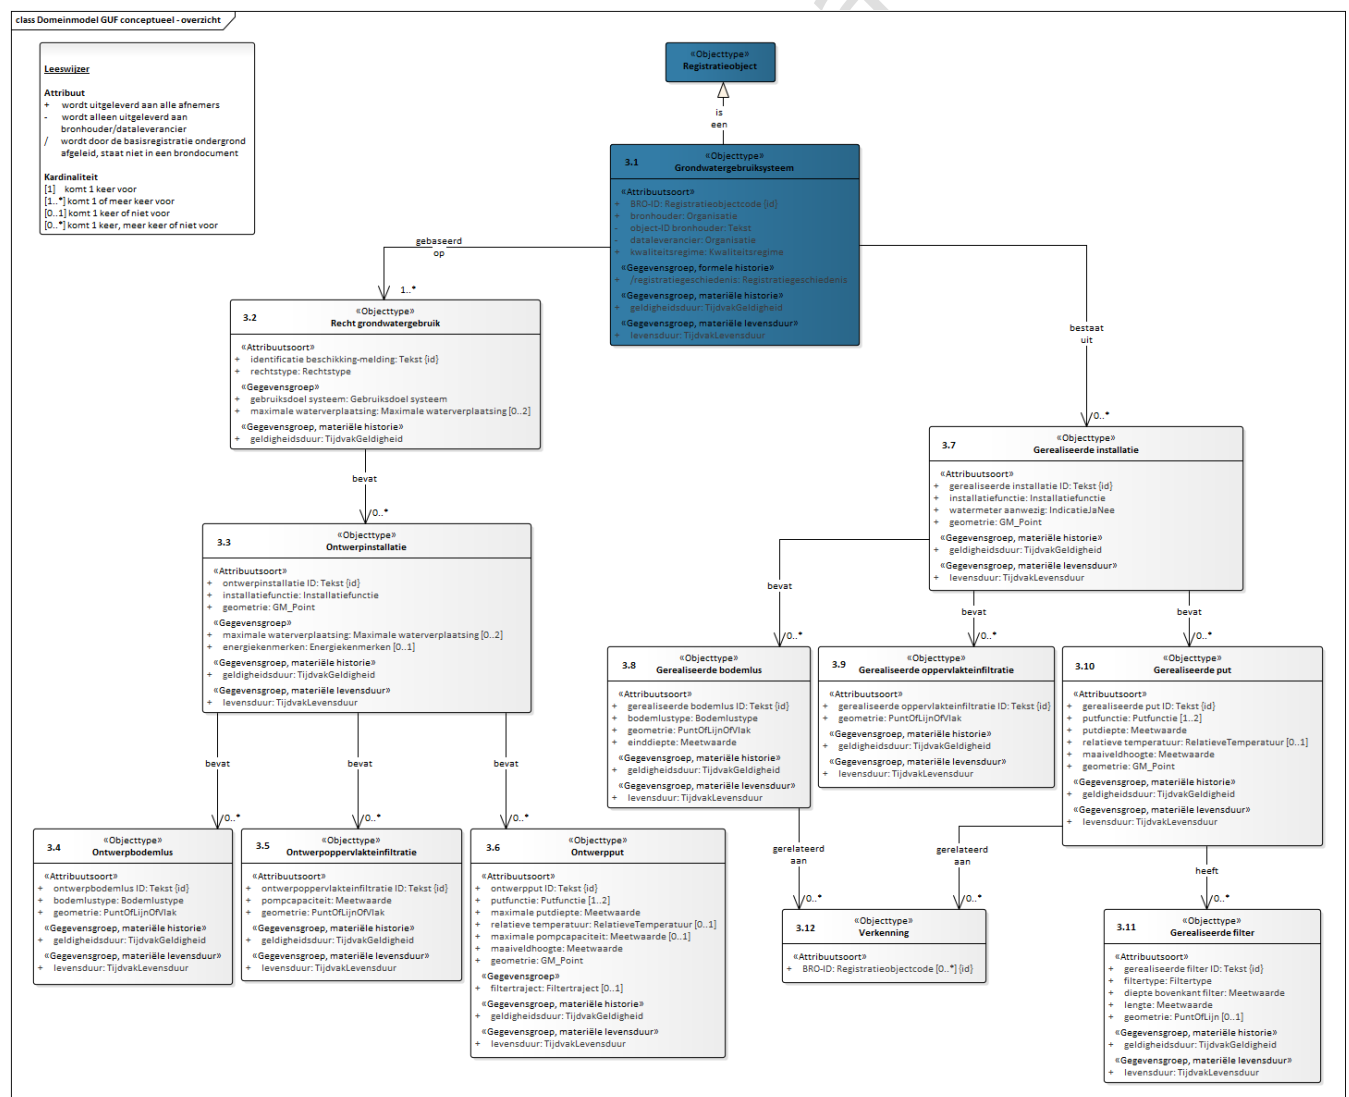 class Domeinmodel GUF conceptueel - overzicht
Leeswijzer
Attribuut
+ wordt uitgeleverd aan alle afnemers
- wordt alleen uitgeleverd aan
bronhouder/dataleverancier
/ wordt door de basisregistratie ondergrond
afgeleid, staat niet in een brondocument
Kardinaliteit
[1] komt 1 keer voor
[1..*] komt 1 of meer keer voor
[0..1] komt 1 keer of niet voor
[0..*] komt 1 keer, meer keer of niet voor
«Objecttype»
Registratieobject
is
een
3.1
«Objecttype»
Grondwatergebruiksysteem
«Attribuutsoort»
+ BRO-ID: Registratieobjectcode {id}
+ bronhouder: Organisatie
- object-ID bronhouder: Tekst
- dataleverancier: Organisatie
+ kwaliteitsregime: Kwaliteitsregime
«Gegevensgroep, formele historie»
+ /registratiegeschiedenis: Registratiegeschiedenis
«Gegevensgroep, materiële historie»
+ geldigheidsduur: TijdvakGeldigheid
«Gegevensgroep, materiële levensduur»
+ levensduur: TijdvakLevensduur
gebaseerd
op
1..*
bestaat
uit
/0..*
3.2
«Objecttype»
Recht grondwatergebruik
«Attribuutsoort»
+ identificatie beschikking-melding: Tekst {id}
+ rechtstype: Rechtstype
«Gegevensgroep»
+ gebruiksdoel systeem: Gebruiksdoel systeem
+ maximale waterverplaatsing: Maximale waterverplaatsing [0..2]
«Gegevensgroep, materiële historie»
+ geldigheidsduur: TijdvakGeldigheid
bevat
/0..*
3.7
«Objecttype»
Gerealiseerde installatie
«Attribuutsoort»
+ gerealiseerde installatie ID: Tekst {id}
+ installatiefunctie: Installatiefunctie
+ watermeter aanwezig: IndicatieJaNee
+ geometrie: GM_Point
«Gegevensgroep, materiële historie»
+ geldigheidsduur: TijdvakGeldigheid
«Gegevensgroep, materiële levensduur»
+ levensduur: TijdvakLevensduur
3.3
«Objecttype»
Ontwerpinstallatie
«Attribuutsoort»
+ ontwerpinstallatie ID: Tekst {id}
+ installatiefunctie: Installatiefunctie
+ geometrie: GM_Point
«Gegevensgroep»
+ maximale waterverplaatsing: Maximale waterverplaatsing [0..2]
+ energiekenmerken: Energiekenmerken [0..1]
«Gegevensgroep, materiële historie»
+ geldigheidsduur: TijdvakGeldigheid
«Gegevensgroep, materiële levensduur»
+ levensduur: TijdvakLevensduur
bevat
/0..*
bevat
/0..*
bevat
/0..*
3.8
«Objecttype»
Gerealiseerde bodemlus
«Attribuutsoort»
+ gerealiseerde bodemlus ID: Tekst {id}
+ bodemlustype: Bodemlustype
+ geometrie: PuntOfLijnOfVlak
+ einddiepte: Meetwaarde
«Gegevensgroep, materiële historie»
+ geldigheidsduur: TijdvakGeldigheid
«Gegevensgroep, materiële levensduur»
+ levensduur: TijdvakLevensduur
3.9
«Objecttype»
Gerealiseerde oppervlakteinfiltratie
«Attribuutsoort»
+ gerealiseerde oppervlakteinfiltratie ID: Tekst {id}
+ geometrie: PuntOfLijnOfVlak
«Gegevensgroep, materiële historie»
+ geldigheidsduur: TijdvakGeldigheid
«Gegevensgroep, materiële levensduur»
+ levensduur: TijdvakLevensduur
3.10
«Objecttype»
Gerealiseerde put
«Attribuutsoort»
+ gerealiseerde put ID: Tekst {id}
+ putfunctie: Putfunctie [1..2]
+ putdiepte: Meetwaarde
+ relatieve temperatuur: RelatieveTemperatuur [0..1]
+ maaiveldhoogte: Meetwaarde
+ geometrie: GM_Point
«Gegevensgroep, materiële historie»
+ geldigheidsduur: TijdvakGeldigheid
«Gegevensgroep, materiële levensduur»
+ levensduur: TijdvakLevensduur
bevat
/0..*
bevat
/0..*
bevat
/0..*
3.4
«Objecttype»
Ontwerpbodemlus
«Attribuutsoort»
+ ontwerpbodemlus ID: Tekst {id}
+ bodemlustype: Bodemlustype
+ geometrie: PuntOfLijnOfVlak
«Gegevensgroep, materiële historie»
+ geldigheidsduur: TijdvakGeldigheid
«Gegevensgroep, materiële levensduur»
+ levensduur: TijdvakLevensduur
3.5
«Objecttype»
Ontwerpoppervlakteinfiltratie
«Attribuutsoort»
+ ontwerpoppervlakteinfiltratie ID: Tekst {id}
+ pompcapaciteit: Meetwaarde
+ geometrie: PuntOfLijnOfVlak
«Gegevensgroep, materiële historie»
+ geldigheidsduur: TijdvakGeldigheid
«Gegevensgroep, materiële levensduur»
+ levensduur: TijdvakLevensduur
3.6
«Objecttype»
Ontwerpput
«Attribuutsoort»
+ ontwerpput ID: Tekst {id}
+ putfunctie: Putfunctie [1..2]
+ maximale putdiepte: Meetwaarde
+ relatieve temperatuur: RelatieveTemperatuur [0..1]
+ maximale pompcapaciteit: Meetwaarde [0..1]
+ maaiveldhoogte: Meetwaarde
+ geometrie: GM_Point
«Gegevensgroep»
+ filtertraject: Filtertraject [0..1]
«Gegevensgroep, materiële historie»
+ geldigheidsduur: TijdvakGeldigheid
«Gegevensgroep, materiële levensduur»
+ levensduur: TijdvakLevensduur
gerelateerd
aan
/0..*
gerelateerd
aan
/0..*
heeft
/0..*
3.12
«Objecttype»
Verkenning
«Attribuutsoort»
+ BRO-ID: Registratieobjectcode [0..*] {id}
3.11
«Objecttype»
Gerealiseerde filter
«Attribuutsoort»
+ gerealiseerde filter ID: Tekst {id}
+ filtertype: Filtertype
+ diepte bovenkant filter: Meetwaarde
+ lengte: Meetwaarde
+ geometrie: PuntOfLijn [0..1]
«Gegevensgroep, materiële historie»
+ geldigheidsduur: TijdvakGeldigheid
«Gegevensgroep, materiële levensduur»
+ levensduur: TijdvakLevensduur